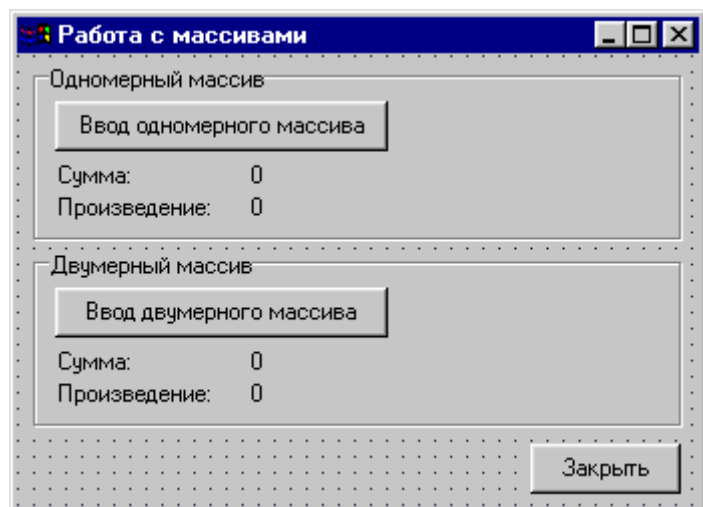 Работа с массивами
Одномерный массив
Ввод одномерного массива
Сумма: 0
Произведение: 0
Двумерный массив
Ввод двумерного массива
Сумма: 0
Произведение: 0
Закрыть